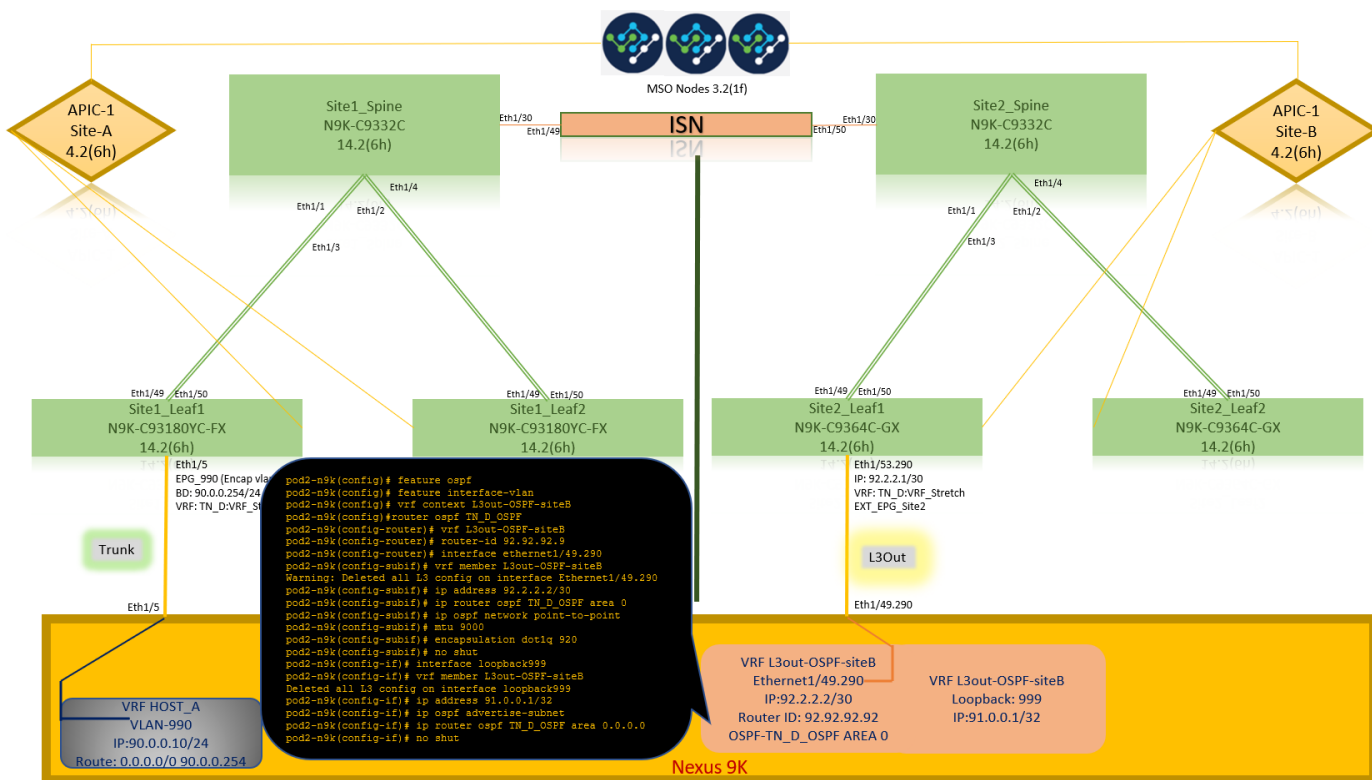 MSO Nodes 3.2(1f)
APIC-1
Site-A
4.2(6h)
Site1_Spine
N9K-C9332C
14.2(6h)
Eth1/30
Eth1/49
ISN
Eth1/50
Eth1/30
Site2_Spine
N9K-C9332C
14.2(6h)
APIC-1
Site-B
4.2(6h)
Eth1/4
Eth1/1
Eth1/2
Eth1/3
Eth1/4
Eth1/1
Eth1/2
Eth1/3
Eth1/49
Eth1/50
Site1_Leaf1
N9K-C93180YC-FX
14.2(6h)
Eth1/49
Eth1/50
Site1_Leaf2
N9K-C93180YC-FX
14.2(6h)
Eth1/49
Eth1/50
Site2_Leaf1
N9K-C9364C-GX
14.2(6h)
Eth1/49
Eth1/50
Site2_Leaf2
N9K-C9364C-GX
14.2(6h)
Eth1/5
EPG_990 (Encap vla
BD: 90.0.0.254/24
VRF: TN_D:VRF_St
Eth1/53.290
IP: 92.2.2.1/30
VRF: TN_D:VRF_Stretch
EXT_EPG_Site2
Trunk
L3Out
Eth1/5
Eth1/49.290
pod2-n9k(config)# feature ospf
pod2-n9k(config)# feature interface-vlan
pod2-n9k(config)# vrf context L3out-OSPF-siteB
pod2-n9k(config)#router ospf TN_D_OSPF
pod2-n9k(config-router)# vrf L3out-OSPF-siteB
pod2-n9k(config-router)# router-id 92.92.92.9
pod2-n9k(config-router)# interface ethernet1/49.290
pod2-n9k(config-subif)# vrf member L3out-OSPF-siteB
Warning: Deleted all L3 config on interface Ethernet1/49.290
pod2-n9k(config-subif)# ip address 92.2.2.2/30
pod2-n9k(config-subif)# ip router ospf TN_D_OSPF area 0
pod2-n9k(config-subif)# ip ospf network point-to-point
pod2-n9k(config-subif)# mtu 9000
pod2-n9k(config-subif)# encapsulation dot1q 920
pod2-n9k(config-subif)# no shut
pod2-n9k(config-if)# interface loopback999
pod2-n9k(config-if)# vrf member L3out-OSPF-siteB
Deleted all L3 config on interface loopback999
pod2-n9k(config-if)# ip address 91.0.0.1/32
pod2-n9k(config-if)# ip ospf advertise-subnet
pod2-n9k(config-if)# ip router ospf TN_D_OSPF area 0.0.0.0
pod2-n9k(config-if)# no shut
VRF HOST_A
VLAN-990
IP:90.0.0.10/24
Route: 0.0.0.0/0 90.0.0.254
VRF L3out-OSPF-siteB
Ethernet1/49.290
IP:92.2.2.2/30
Router ID: 92.92.92.92
OSPF-TN_D_OSPF AREA 0
VRF L3out-OSPF-siteB
Loopback: 999
IP:91.0.0.1/32
Nexus 9K